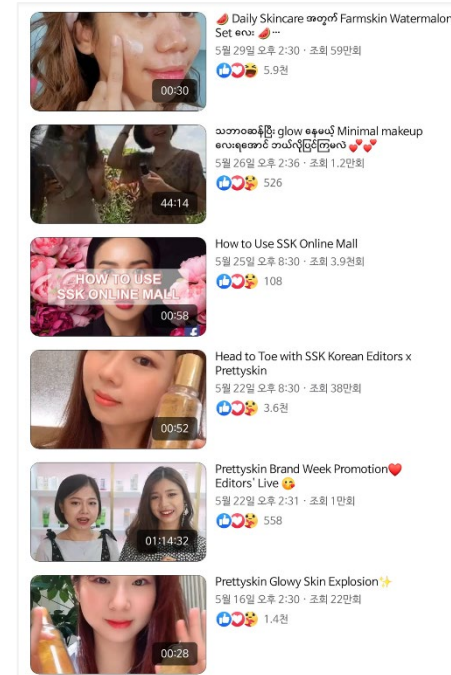 🍉 Daily Skincare အတွက် Farmskin Watermalon
Set လေး 🍉 ...
5월 29일 오후 2:30 · 조회 59만회
5.9천
00:30
သဘာဝဆန်ပြီး glow နေမယ့် Minimal makeup
လေးရအောင် ဘယ်လိုပြင်ကြမလဲ 💕💕
5월 26일 오후 2:36 · 조회 1.2만회
526
44:14
How to Use SSK Online Mall
5월 25일 오후 8:30 · 조회 3.9천회
108
HOW TO USE
SSK ONLINE MALL
00:58
Head to Toe with SSK Korean Editors x
Prettyskin
5월 22일 오후 8:30 · 조회 38만회
3.6천
00:52
Prettyskin Brand Week Promotion❤️
Editors' Live 😘
5월 22일 오후 2:31 · 조회 1만회
558
01:14:32
Prettyskin Glowy Skin Explosion✨
5월 16일 오후 2:30 · 조회 22만회
1.4천
00:28